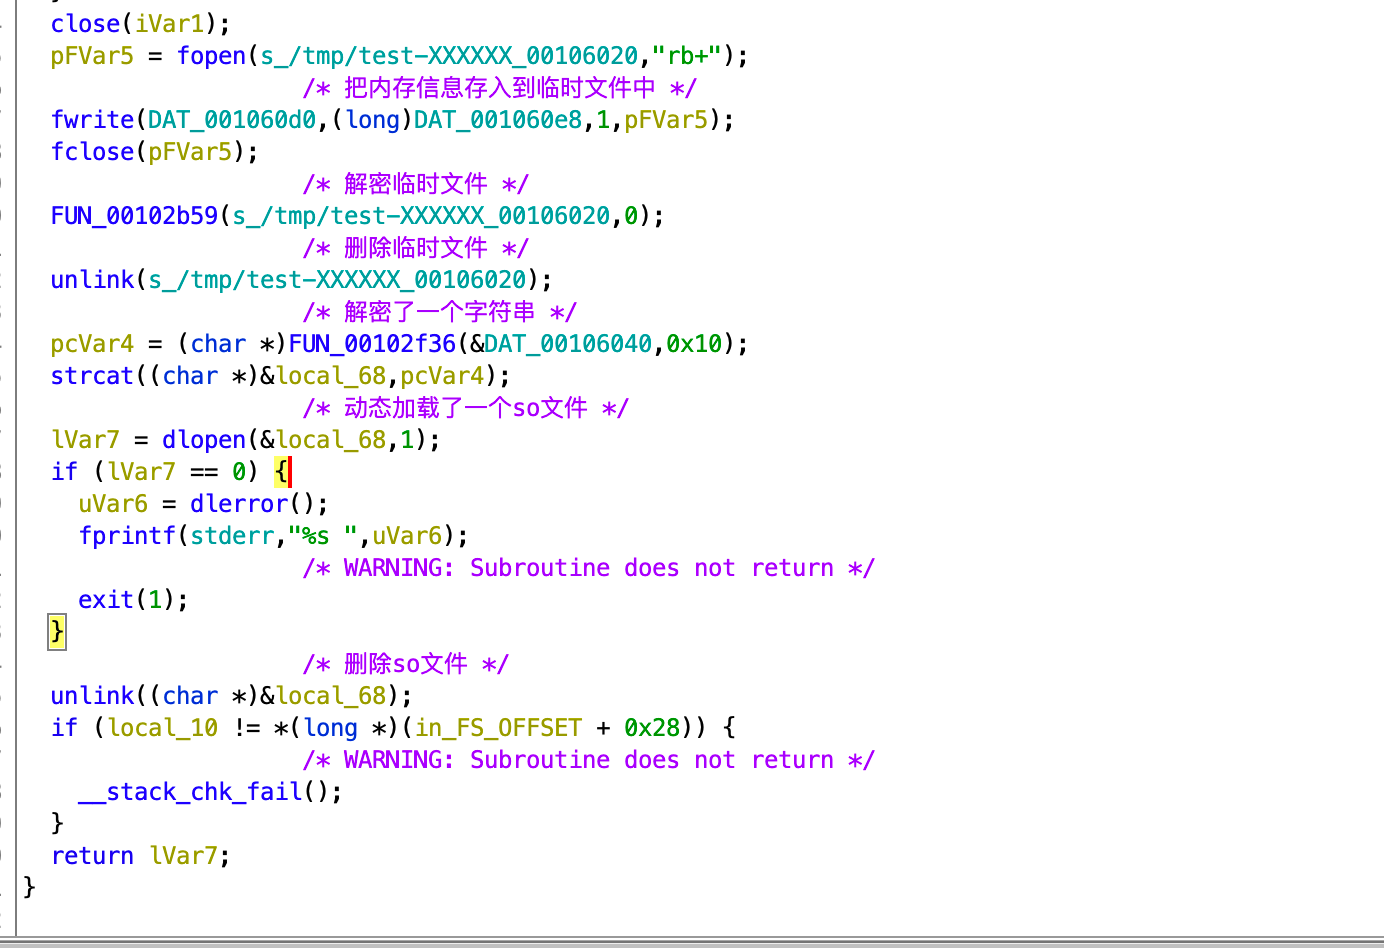 close(iVar1);
pFVar5 = fopen(s_/tmp/test-XXXXXX_00106020,"rb+");
/* 把内存信息存入到临时文件中 */
fwrite(DAT_001060d0,(long)DAT_001060e8,1,pFVar5);
fclose(pFVar5);
/* 解密临时文件 */
FUN_00102b59(s_/tmp/test-XXXXXX_00106020,0);
/* 删除临时文件 */
unlink(s_/tmp/test-XXXXXX_00106020);
/* 解密了一个字符串 */
pcVar4 = (char *)FUN_00102f36(&DAT_00106040,0x10);
strcat((char *)&local_68,pcVar4);
/* 动态加载了一个so文件 */
lVar7 = dlopen(&local_68,1);
if (lVar7 == 0) {
uVar6 = dlerror();
fprintf(stderr,"%s ",uVar6);
/* WARNING: Subroutine does not return */
exit(1);
}
/* 删除so文件 */
unlink((char *)&local_68);
if (local_10 != *(long *)(in_FS_OFFSET + 0x28)) {
/* WARNING: Subroutine does not return */
__stack_chk_fail();
}
return lVar7;
}